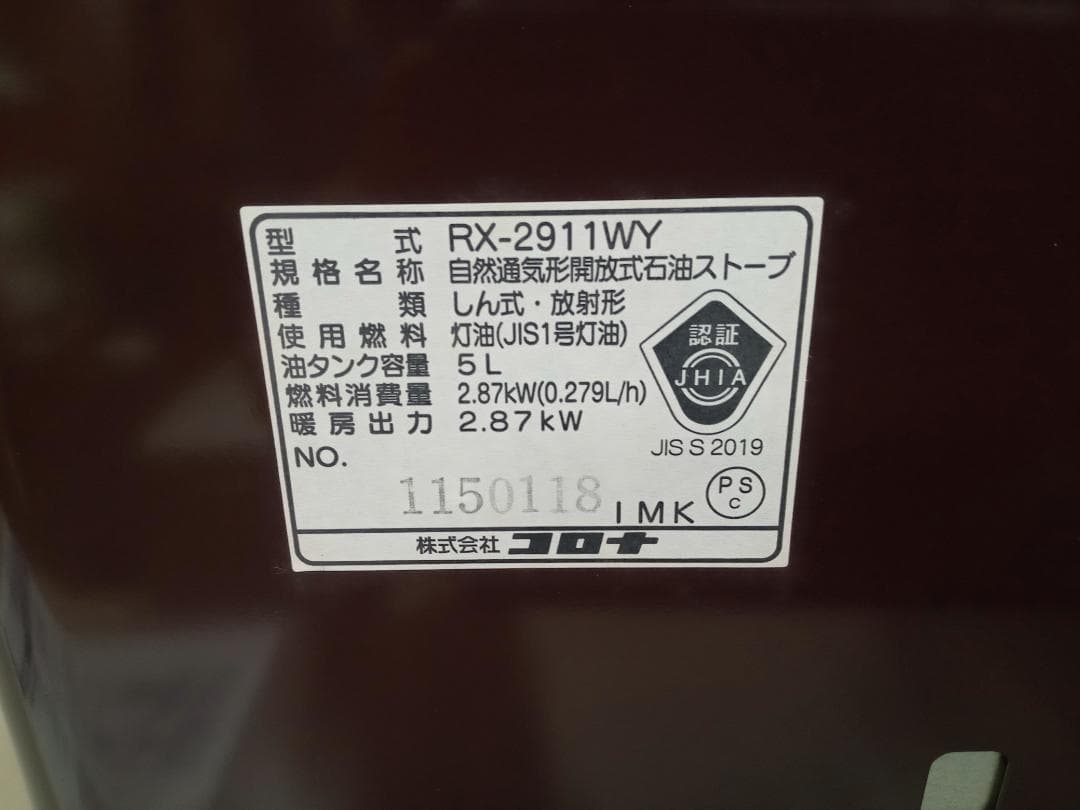 型式 RX-2911WY
規格名称 自然通気形開放式石油ストーブ
種類 しん式・放射形
使用燃料 灯油(JIS1号灯油)
油タンク容量 5L
燃料消費量 2.87kW(0.279L/h)
暖房出力 2.87kW
認証
JHIA
JIS S 2019
NO.
1150118 IMK
PS
C
株式会社 コロナ